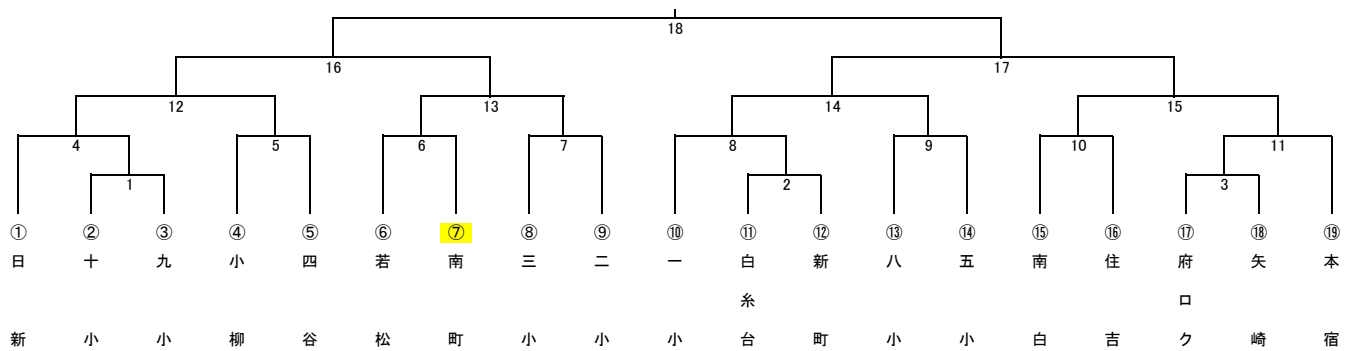 18
16
17
12
13
14
15
4
5
6
7
8
9
10
11
1
2
3
① ② ③ ④ ⑤ ⑥ ⑦ ⑧ ⑨ ⑩ ⑪ ⑫ ⑬ ⑭ ⑮ ⑯ ⑰ ⑱ ⑲
日新
十小
九小
小柳
四谷
若松
南町
三小
二小
一小
白糸台
新町
八小
五小
南白
住吉
府ロク
矢崎
本宿